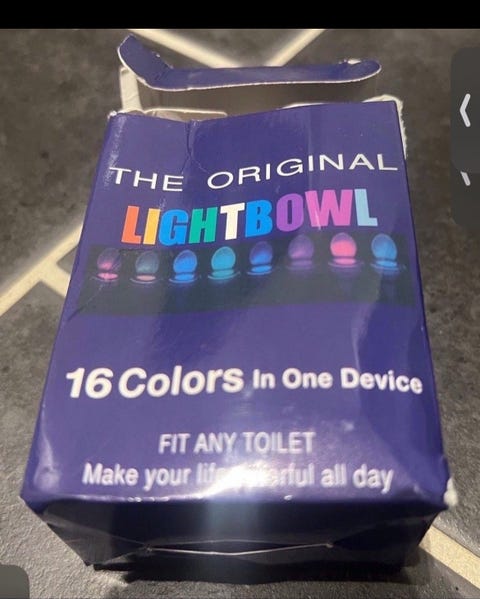 THE ORIGINAL
LIGHTBOWL
16 Colors In One Device
FIT ANY TOILET
Make your all day